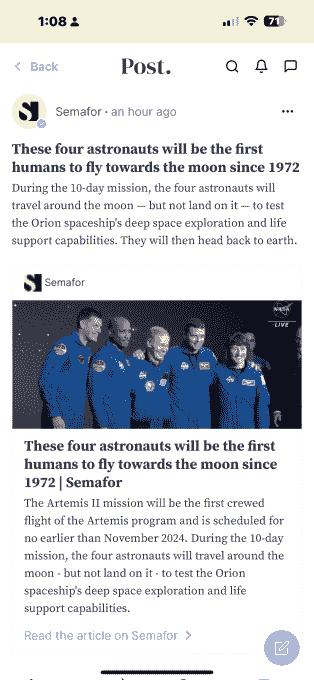 1:08
71
Back
Post.
Semafor · an hour ago
These four astronauts will be the first
humans to fly towards the moon since 1972
During the 10-day mission, the four astronauts will
travel around the moon — but not land on it — to test
the Orion spaceship's deep space exploration and life
support capabilities. They will then head back to earth.
Semafor
NASA
LIVE
These four astronauts will be the first
humans to fly towards the moon since
1972 | Semafor
The Artemis II mission will be the first crewed
flight of the Artemis program and is scheduled for
no earlier than November 2024. During the 10-day
mission, the four astronauts will travel around the
moon - but not land on it - to test the Orion
spaceship's deep space exploration and life
support capabilities.
Read the article on Semafor